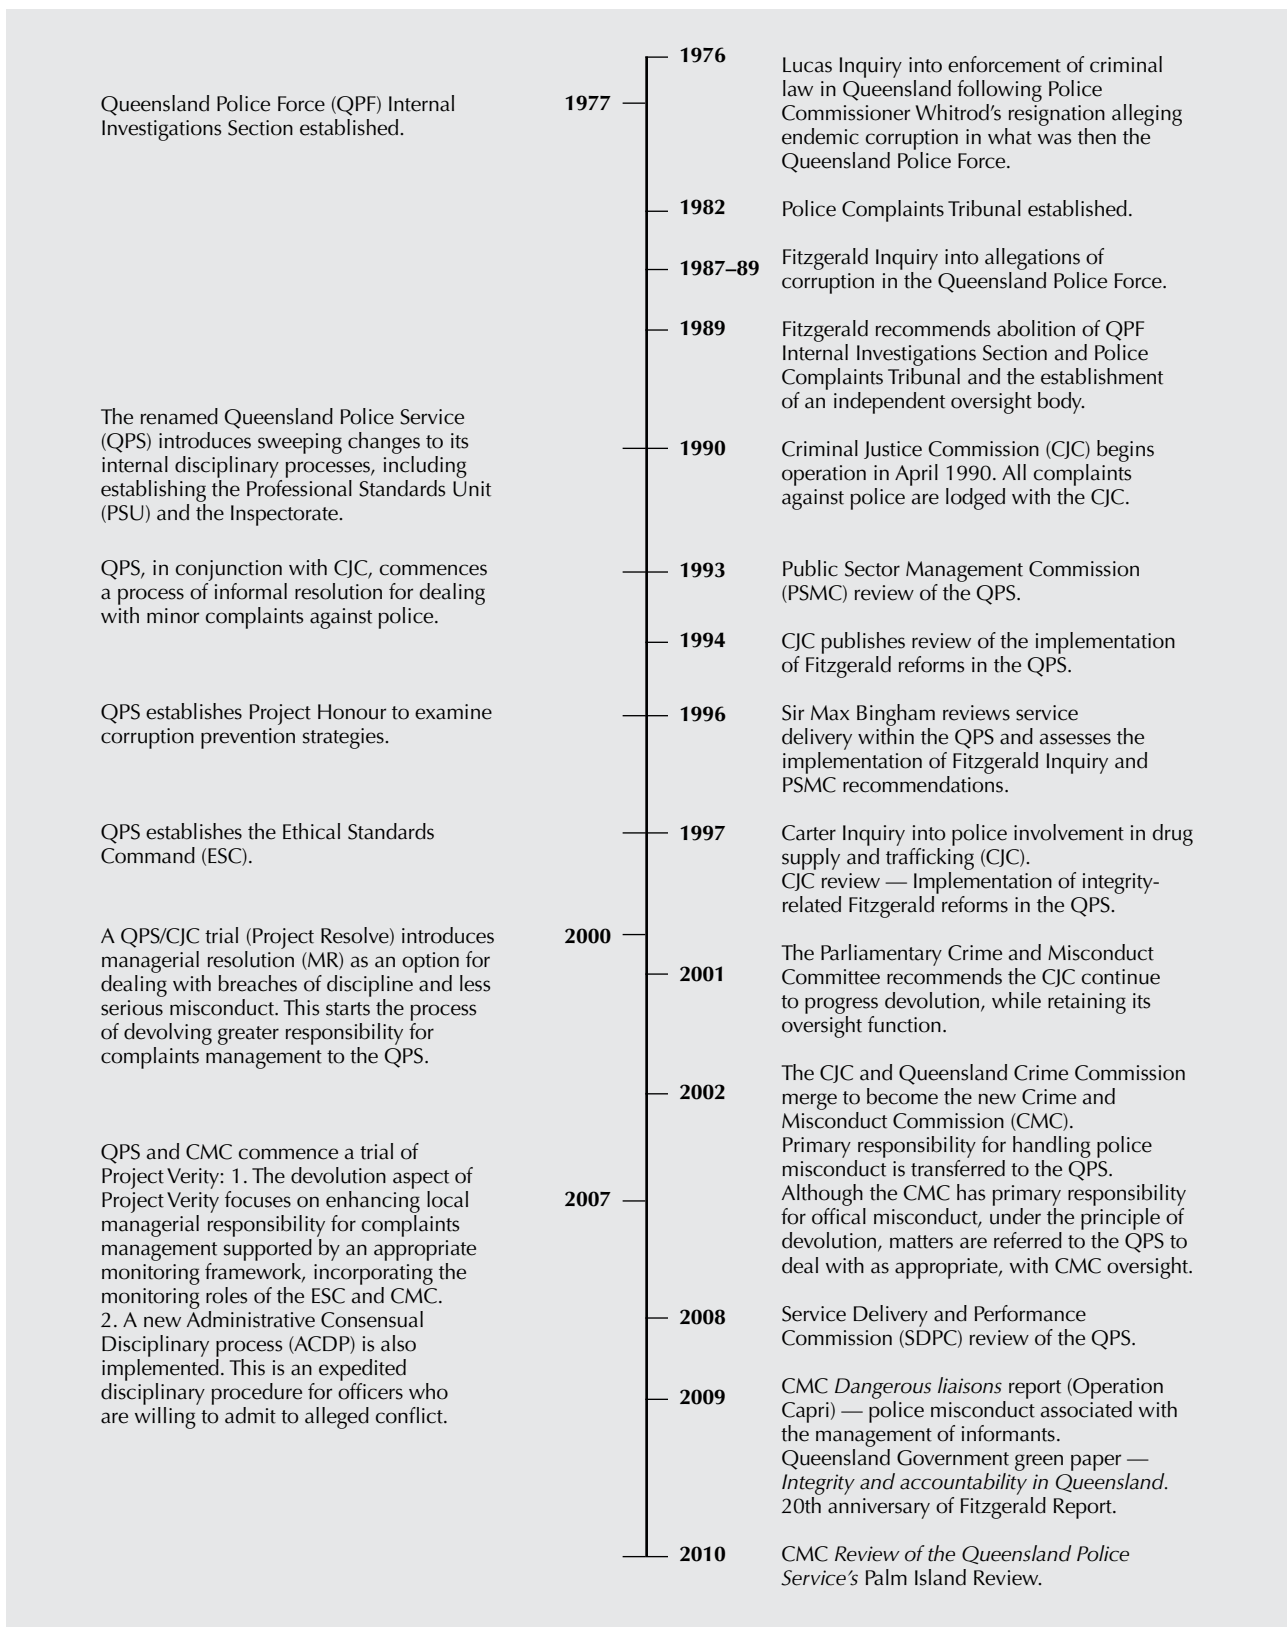 1976
Lucas Inquiry into enforcement of criminal
law in Queensland following Police
Commissioner Whitrod’s resignation alleging
endemic corruption in what was then the
Queensland Police Force.
Queensland Police Force (QPF) Internal
Investigations Section established.
1977
1982
Police Complaints Tribunal established.
1987–89
Fitzgerald Inquiry into allegations of
corruption in the Queensland Police Force.
1989
Fitzgerald recommends abolition of QPF
Internal Investigations Section and Police
Complaints Tribunal and the establishment
of an independent oversight body.
The renamed Queensland Police Service
(QPS) introduces sweeping changes to its
internal disciplinary processes, including
establishing the Professional Standards Unit
(PSU) and the Inspectorate.
1990
Criminal Justice Commission (CJC) begins
operation in April 1990. All complaints
against police are lodged with the CJC.
QPS, in conjunction with CJC, commences
a process of informal resolution for dealing
with minor complaints against police.
1993
Public Sector Management Commission
(PSMC) review of the QPS.
1994
CJC publishes review of the implementation
of Fitzgerald reforms in the QPS.
QPS establishes Project Honour to examine
corruption prevention strategies.
1996
Sir Max Bingham reviews service
delivery within the QPS and assesses the
implementation of Fitzgerald Inquiry and
PSMC recommendations.
QPS establishes the Ethical Standards
Command (ESC).
1997
Carter Inquiry into police involvement in drug
supply and trafficking (CJC).
CJC review — Implementation of integrity-
related Fitzgerald reforms in the QPS.
A QPS/CJC trial (Project Resolve) introduces
managerial resolution (MR) as an option for
dealing with breaches of discipline and less
serious misconduct. This starts the process
of devolving greater responsibility for
complaints management to the QPS.
2000
2001
The Parliamentary Crime and Misconduct
Committee recommends the CJC continue
to progress devolution, while retaining its
oversight function.
2002
The CJC and Queensland Crime Commission
merge to become the new Crime and
Misconduct Commission (CMC).
Primary responsibility for handling police
misconduct is transferred to the QPS.
Although the CMC has primary responsibility
for offical misconduct, under the principle of
devolution, matters are referred to the QPS to
deal with as appropriate, with CMC oversight.
QPS and CMC commence a trial of
Project Verity: 1. The devolution aspect of
Project Verity focuses on enhancing local
managerial responsibility for complaints
management supported by an appropriate
monitoring framework, incorporating the
monitoring roles of the ESC and CMC.
2. A new Administrative Consensual
Disciplinary process (ACDP) is also
implemented. This is an expedited
disciplinary procedure for officers who
are willing to admit to alleged conflict.
2007
2008
Service Delivery and Performance
Commission (SDPC) review of the QPS.
2009
CMC Dangerous liaisons report (Operation
Capri) — police misconduct associated with
the management of informants.
Queensland Government green paper —
Integrity and accountability in Queensland.
20th anniversary of Fitzgerald Report.
2010
CMC Review of the Queensland Police
Service’s Palm Island Review.